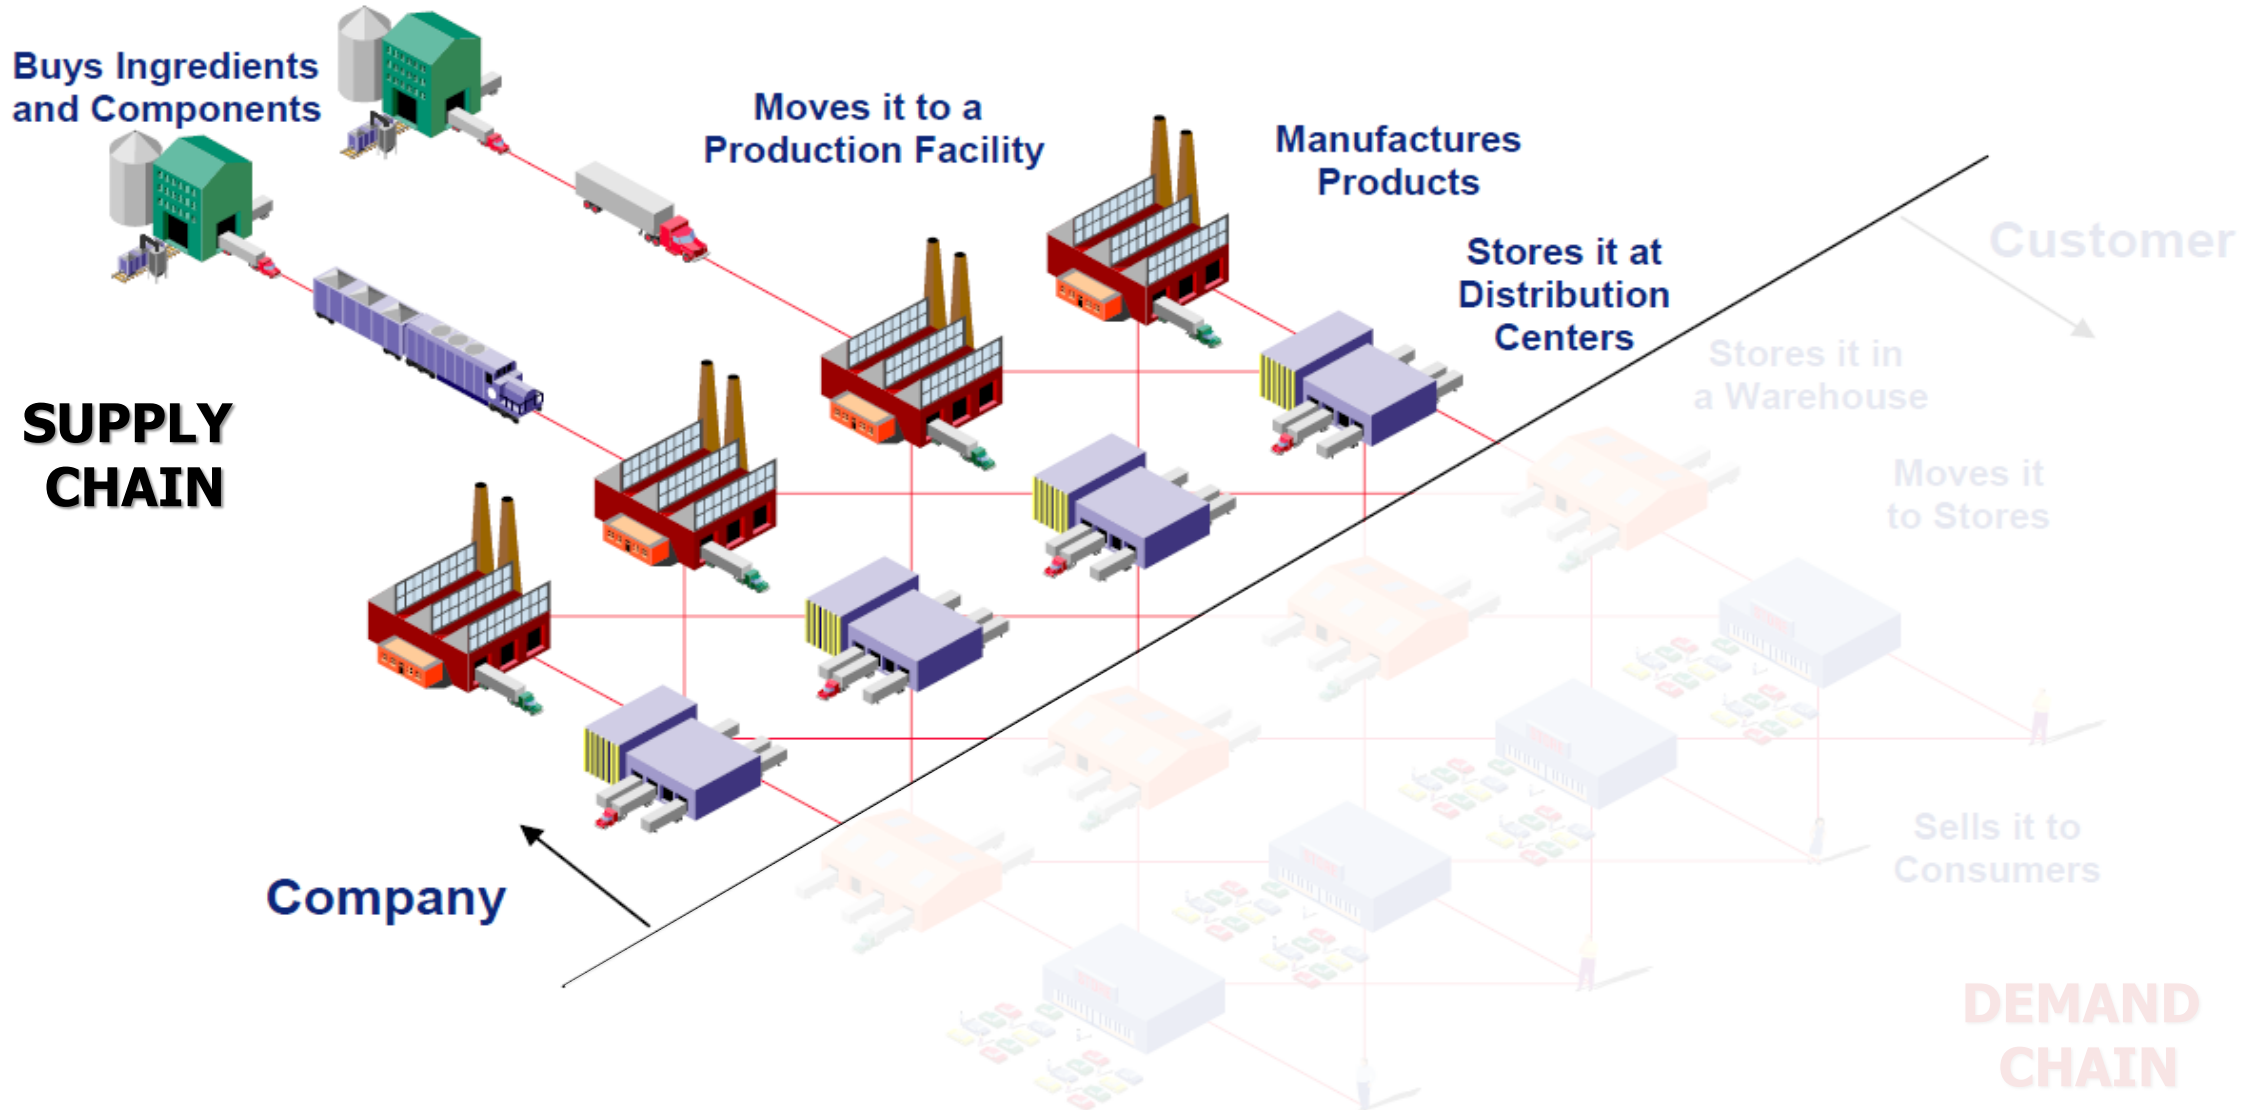 Buys Ingredients
and Components
Moves it to a
Production Facility
Manufactures
Products
Stores it at
Distribution
Centers
Customer
Stores it in
a Warehouse
Moves it
to Stores
SUPPLY
CHAIN
Company
Sells it to
Consumers
DEMAND
CHAIN